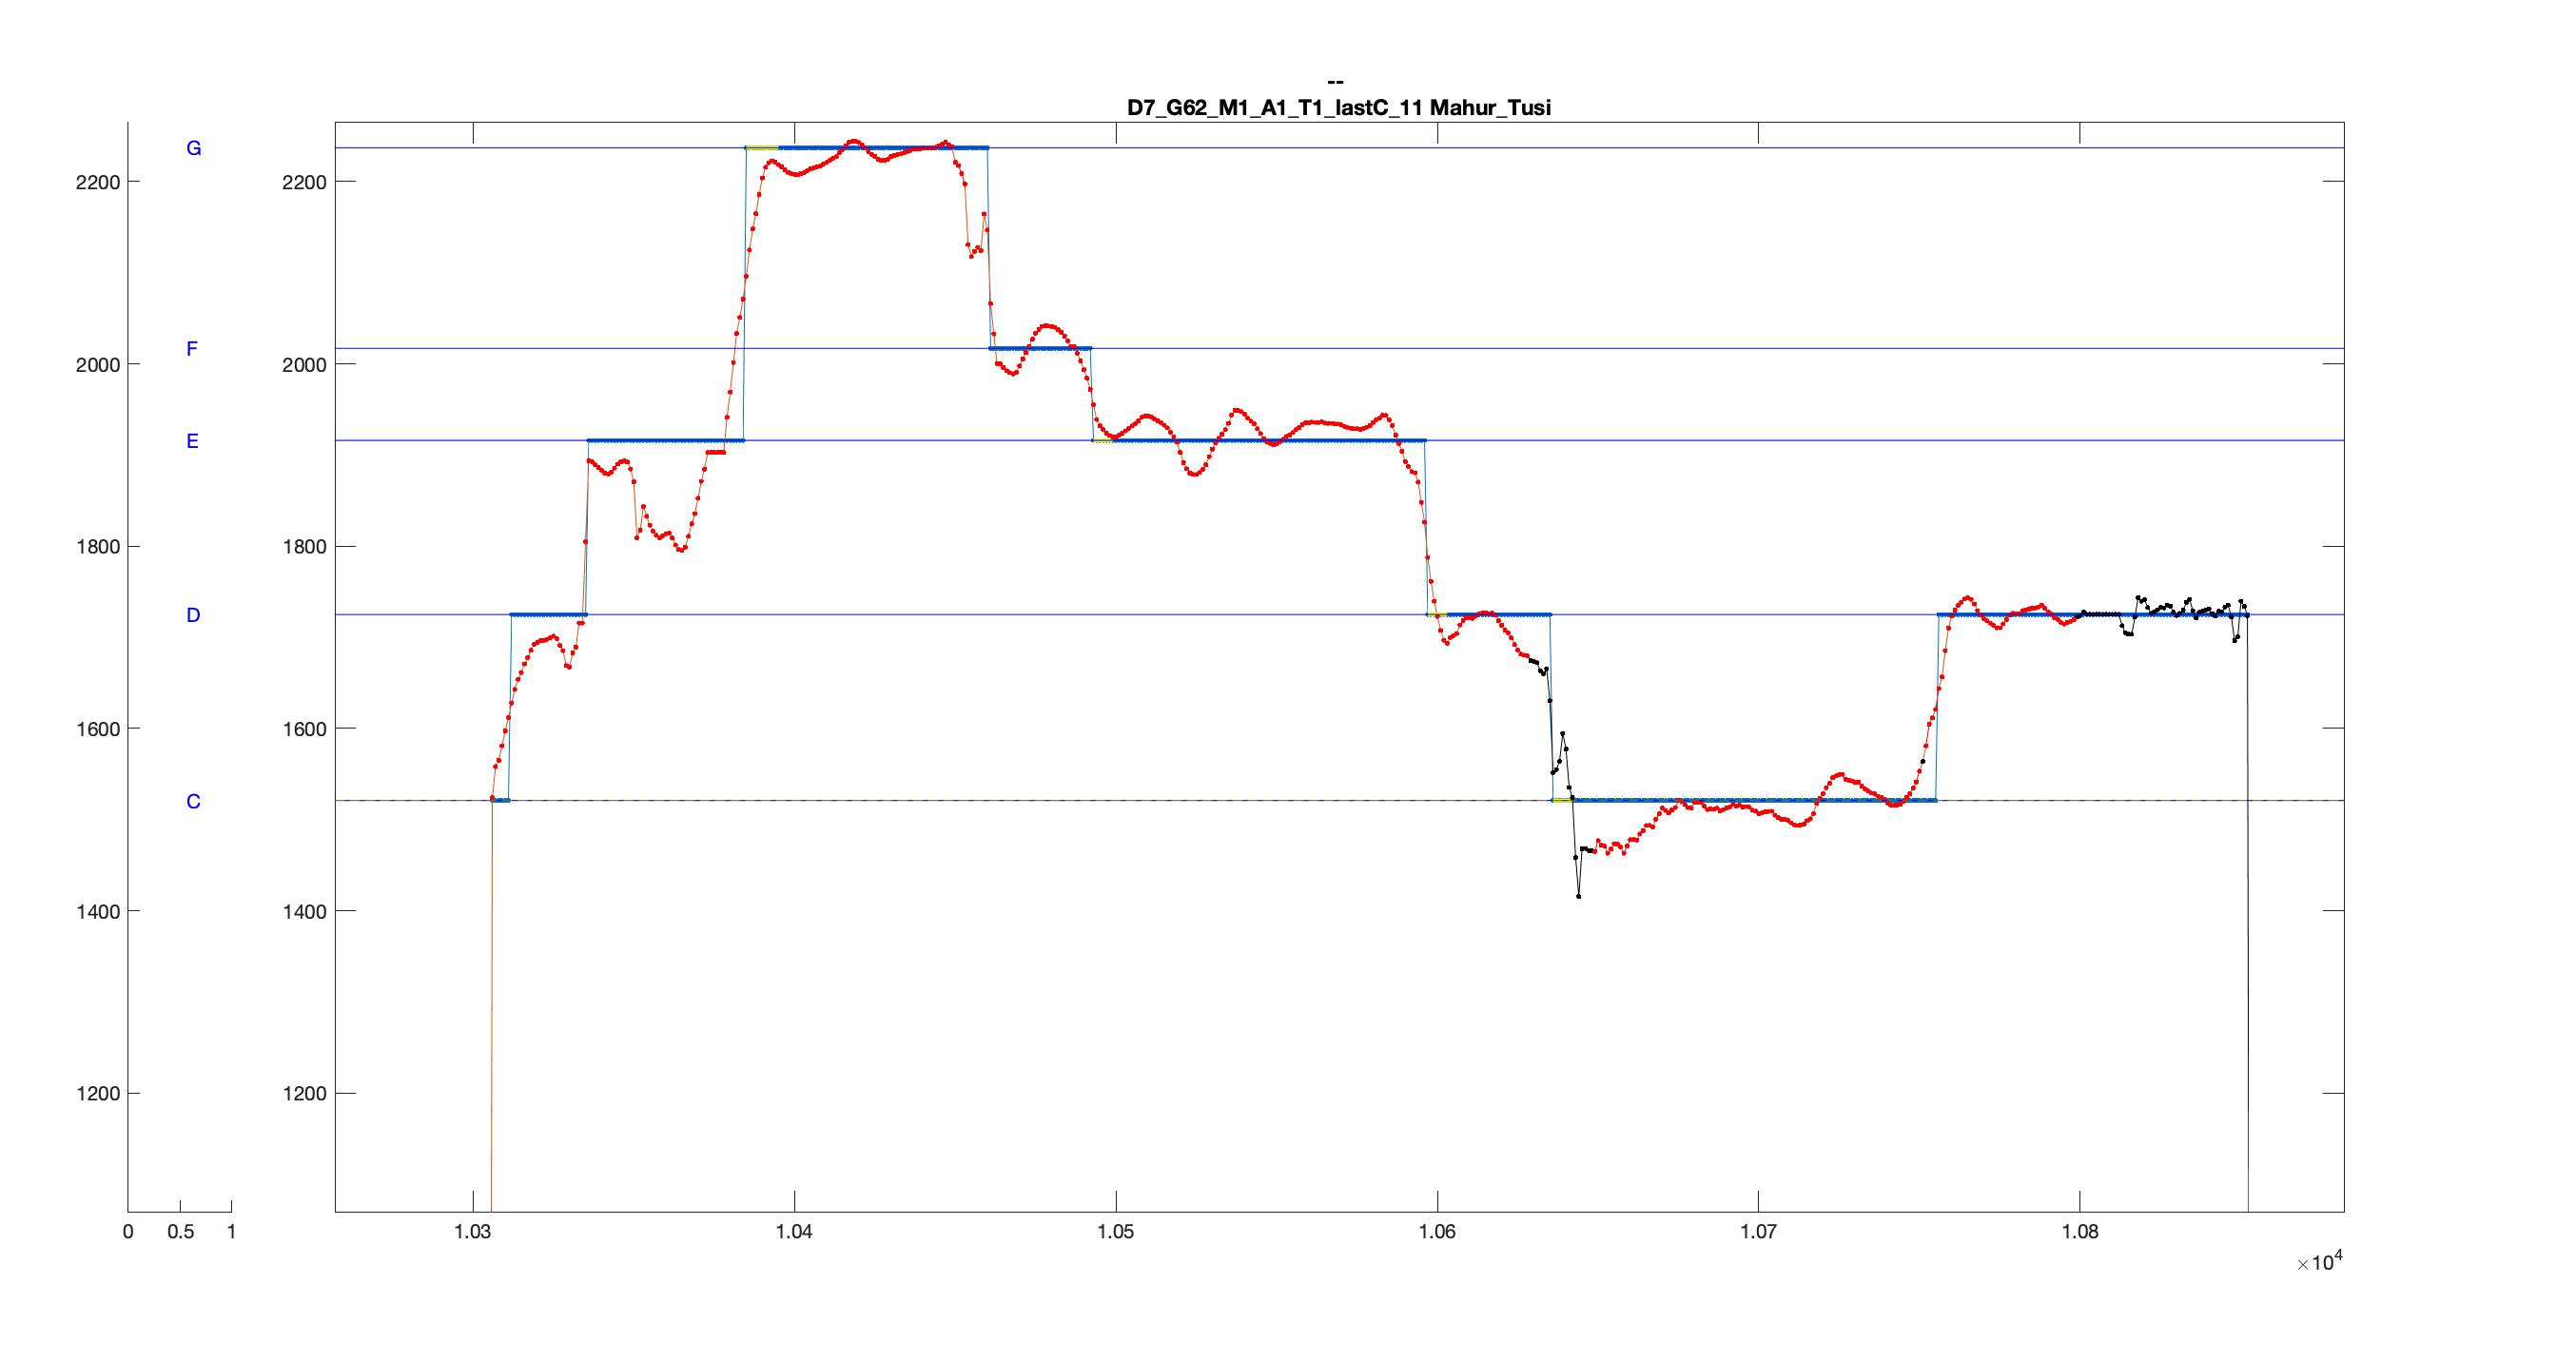 --
D7_G62_M1_A1_T1_lastC_11 Mahur_Tusi
G
2200 2200
F
2000 2000
E
1800 1800
D
1600 1600
C
1400 1400
1200 1200
0 0.5 1 1.03 1.04 1.05 1.06 1.07 1.08
×10⁴